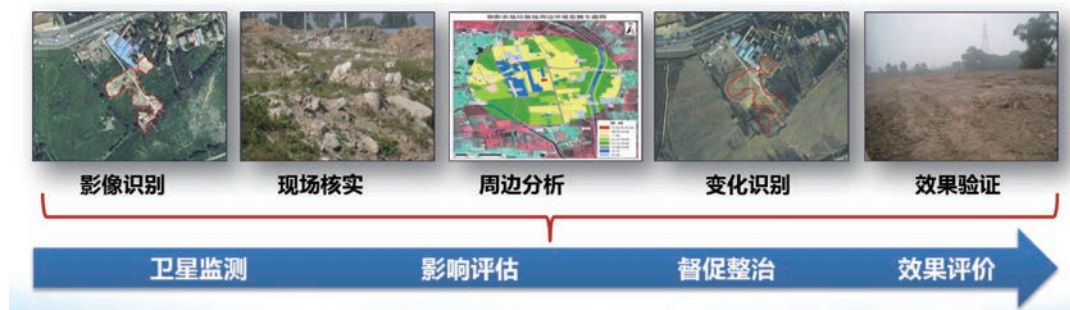 影像识别
现场核实
周边分析
变化识别
效果验证
卫星监测
影响评估
督促整治
效果评价